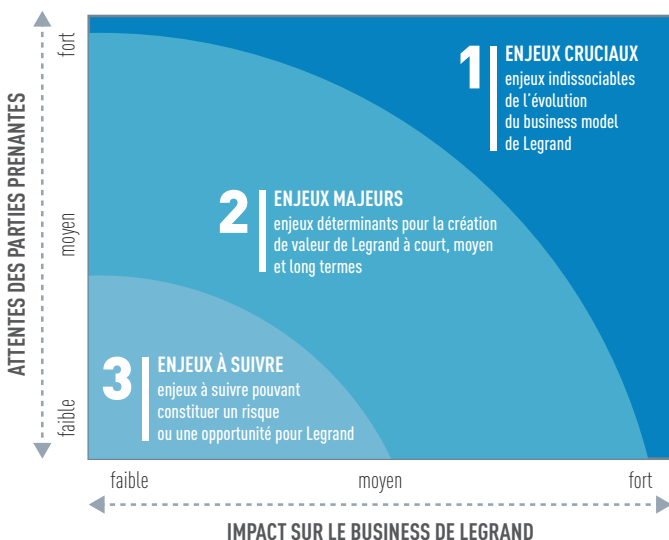 ATTENTES DES PARTIES PRENANTES
fort
moyen
faible
1
ENJEUX CRUCIAUX
enjeux indissociables
de l'évolution
du business model
de Legrand
2
ENJEUX MAJEURS
enjeux déterminants pour la création
de valeur de Legrand à court, moyen
et long termes
3
ENJEUX À SUIVRE
enjeux à suivre pouvant
constituer un risque
ou une opportunité pour Legrand
faible
moyen
fort
IMPACT SUR LE BUSINESS DE LEGRAND